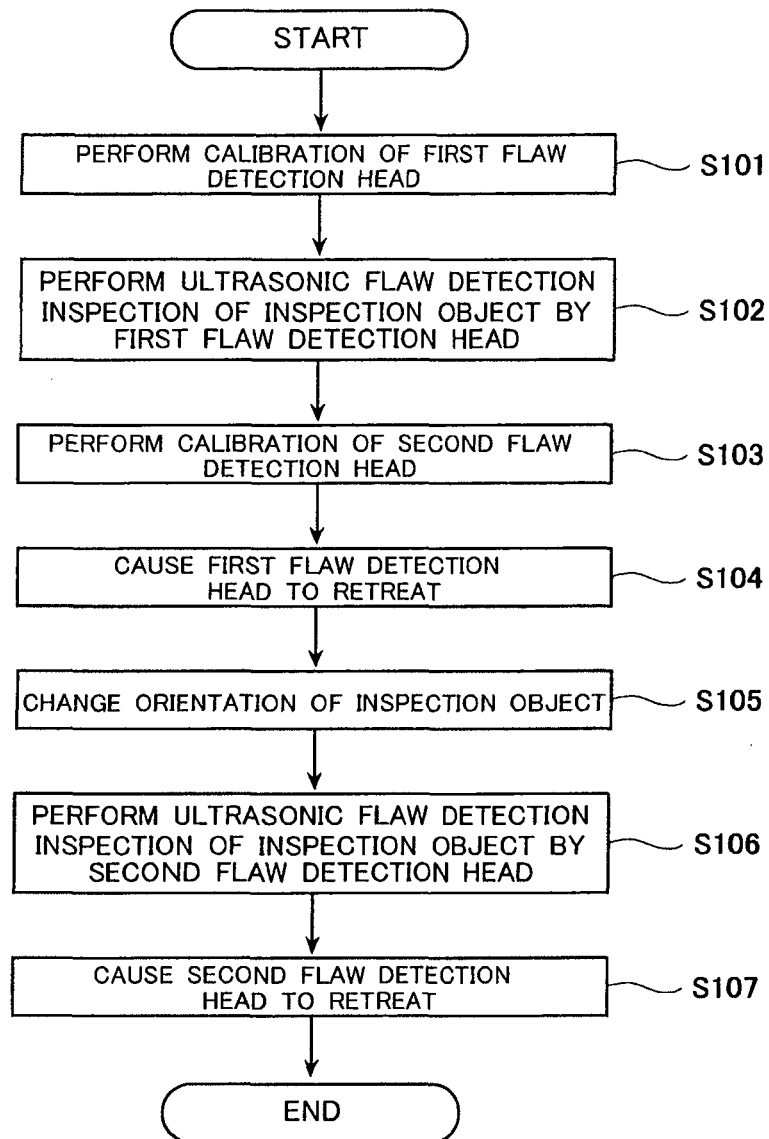 START
PERFORM CALIBRATION OF FIRST FLAW
DETECTION HEAD
S101
PERFORM ULTRASONIC FLAW DETECTION
INSPECTION OF INSPECTION OBJECT BY
FIRST FLAW DETECTION HEAD
S102
PERFORM CALIBRATION OF SECOND FLAW
DETECTION HEAD
S103
CAUSE FIRST FLAW DETECTION
HEAD TO RETREAT
S104
CHANGE ORIENTATION OF INSPECTION OBJECT
S105
PERFORM ULTRASONIC FLAW DETECTION
INSPECTION OF INSPECTION OBJECT BY
SECOND FLAW DETECTION HEAD
S106
CAUSE SECOND FLAW DETECTION
HEAD TO RETREAT
S107
END